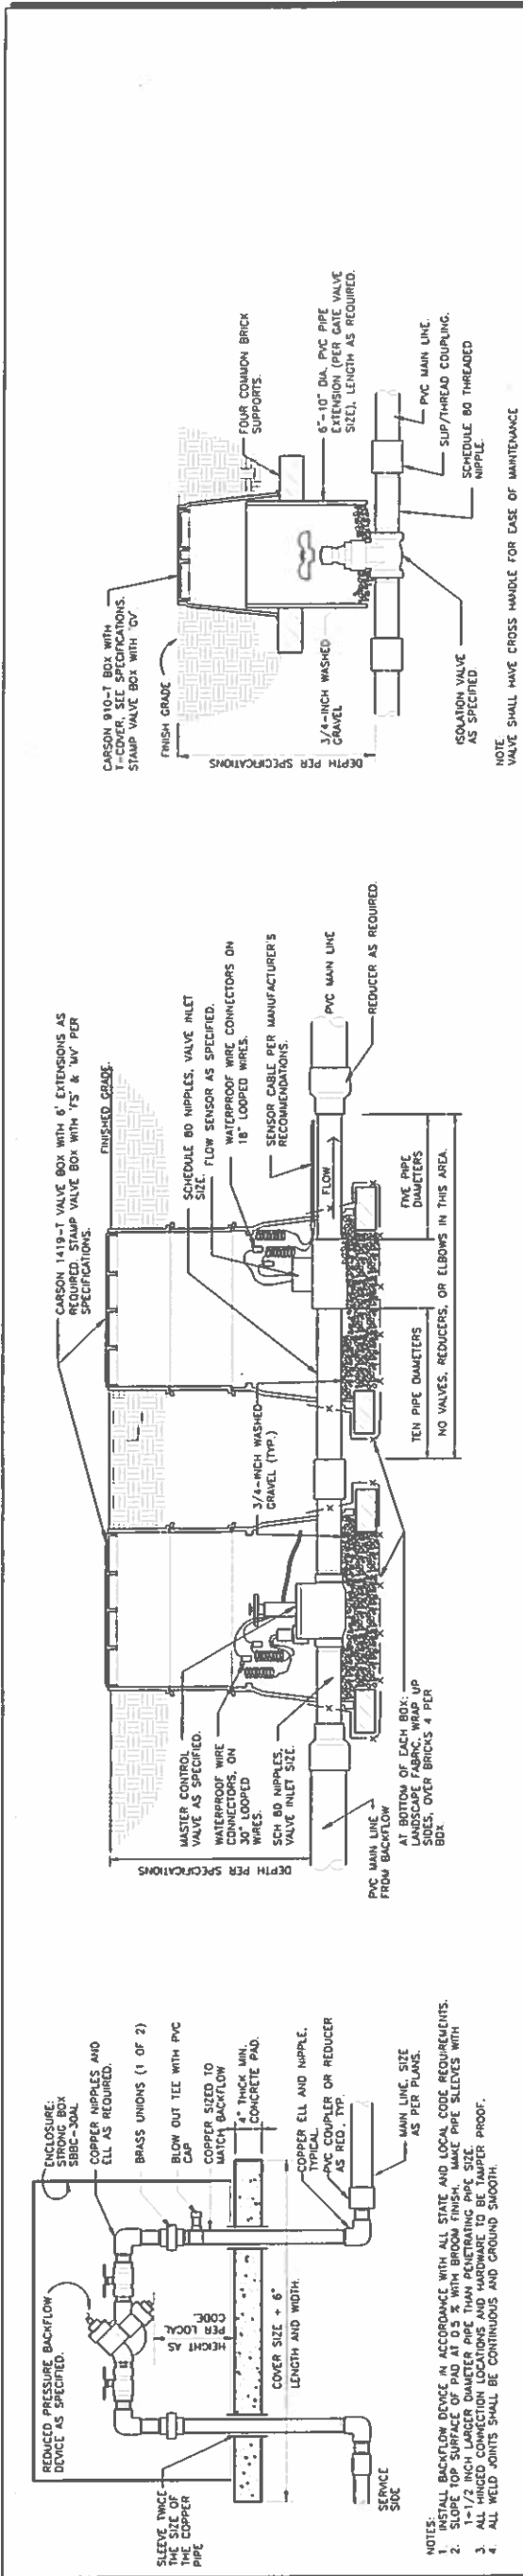 REDUCED PRESSURE BACKFLOW
DEVICE AS SPECIFIED.
ENCLOSURE:
STRONG BOX
SBBC-30AL
COPPER NIPPLES AND
ELL AS REQUIRED.
BRASS UNIONS (1 OF 2)
BLOW OUT TEE WITH PVC
CAP
COPPER SIZED TO
MATCH BACKFLOW
4" THICK MIN.
CONCRETE PAD.
HEIGHT AS
PER LOCAL
CODE.
SLEEVE TWICE
THE SIZE OF
THE COPPER
PIPE
COVER SIZE + 6"
LENGTH AND WIDTH.
COPPER ELL AND NIPPLE,
TYPICAL.
PVC COUPLER OR REDUCER
AS REQ., TYP.
SERVICE
SIDE
MAIN LINE, SIZE
AS PER PLANS.
NOTES:
1. INSTALL BACKFLOW DEVICE IN ACCORDANCE WITH ALL STATE AND LOCAL CODE REQUIREMENTS.
2. SLOPE TOP SURFACE OF PAD AT 0.5 % WITH BROOM FINISH. MAKE PIPE SLEEVES WITH
1-1/2 INCH LARGER DIAMETER PIPE THAN PENETRATING PIPE SIZE.
3. ALL HINGED CONNECTION LOCATIONS AND HARDWARE TO BE TAMPER PROOF.
4. ALL WELD JOINTS SHALL BE CONTINUOUS AND GROUND SMOOTH.
CARSON 1419-T VALVE BOX WITH 6' EXTENSIONS AS
REQUIRED. STAMP VALVE BOX WITH 'FS' & 'MV' PER
SPECIFICATIONS.
FINISHED GRADE.
DEPTH PER SPECIFICATIONS
MASTER CONTROL
VALVE AS SPECIFIED.
WATERPROOF WIRE
CONNECTORS, ON
30" LOOPED
WIRES.
SCH 80 NIPPLES,
VALVE INLET SIZE.
PVC MAIN LINE
FROM BACKFLOW
3/4-INCH WASHED
GRAVEL (TYP.)
SCHEDULE 80 NIPPLES, VALVE INLET
SIZE.
FLOW SENSOR AS SPECIFIED.
WATERPROOF WIRE CONNECTORS ON
18" LOOPED WIRES.
SENSOR CABLE PER MANUFACTURER'S
RECOMMENDATIONS.
FLOW
PVC MAIN LINE
REDUCER AS REQUIRED.
AT BOTTOM OF EACH BOX:
LANDSCAPE FABRIC, WRAP UP
SIDES, OVER BRICKS 4 PER
BOX.
TEN PIPE DIAMETERS
FIVE PIPE
DIAMETERS
NO VALVES, REDUCERS, OR ELBOWS IN THIS AREA.
CARSON 910-T BOX WITH
T-COVER, SEE SPECIFICATIONS.
STAMP VALVE BOX WITH 'GV'
FINISH GRADE
DEPTH PER SPECIFICATIONS
FOUR COMMON BRICK
SUPPORTS.
6"-10" DIA. PVC PIPE
EXTENSION (PER GATE VALVE
SIZE), LENGTH AS REQUIRED.
3/4-INCH WASHED
GRAVEL
PVC MAIN LINE.
SLIP/THREAD COUPLING.
SCHEDULE 80 THREADED
NIPPLE.
ISOLATION VALVE
AS SPECIFIED
NOTE:
VALVE SHALL HAVE CROSS HANDLE FOR EASE OF MAINTENANCE